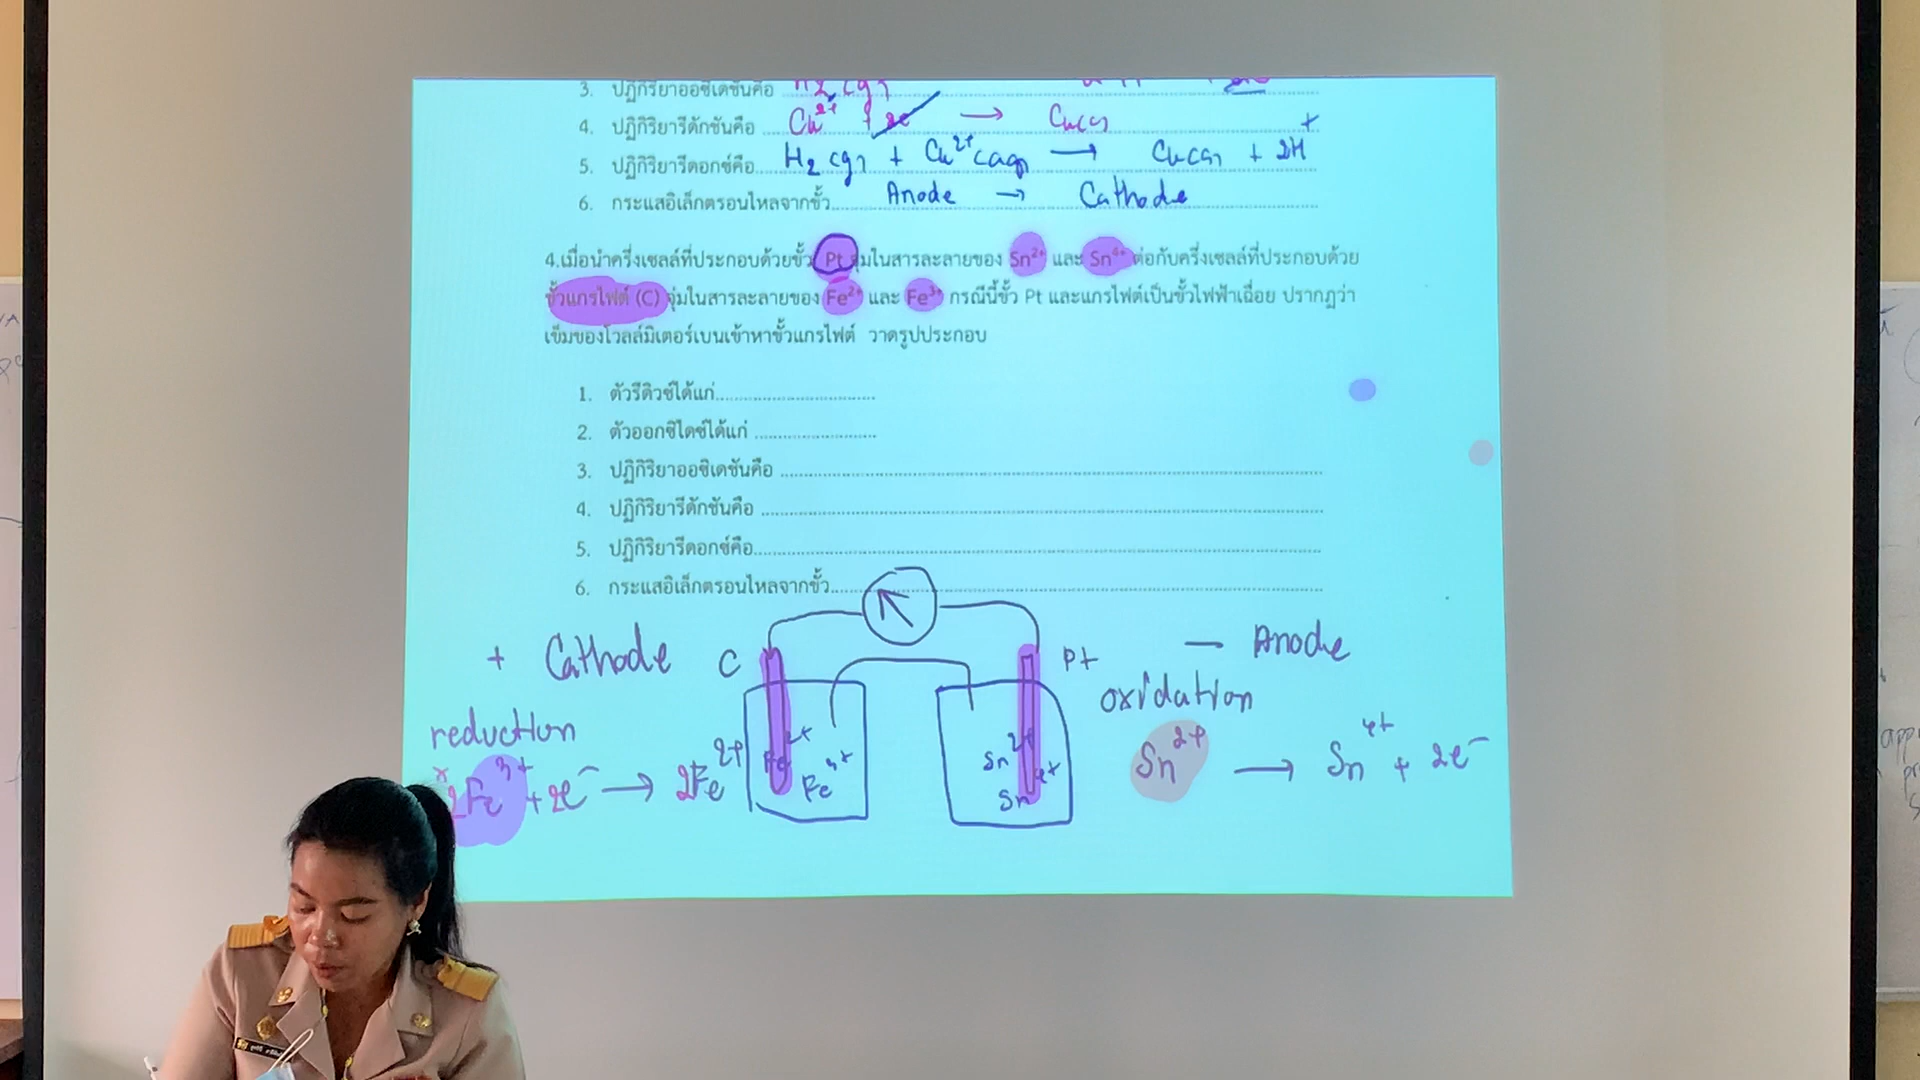 3. ปฏิกิริยาออซิเดชันคือ H2 (g)
4. ปฏิกิริยารีดักชันคือ Cu2+ + 2e → Cu(s)
5. ปฏิกิริยารีดอกซ์คือ H2 (g) + Cu2+ (aq) → Cu(s) + 2H+
6. กระแสอิเล็กตรอนไหลจากขั้ว Anode → Cathode
4.เมื่อนำครึ่งเซลล์ที่ประกอบด้วยขั้ว Pt จุ่มในสารละลายของ Sn2+ และ Sn4+ ต่อกับครึ่งเซลล์ที่ประกอบด้วย
ขั้วแกรไฟต์ (C) จุ่มในสารละลายของ Fe2+ และ Fe3+ กรณีนี้ขั้ว Pt และแกรไฟต์เป็นขั้วไฟฟ้าเฉื่อย ปรากฏว่า
เข็มของโวลล์มิเตอร์เบนเข้าหาขั้วแกรไฟต์ วาดรูปประกอบ
1. ตัวรีดิวซ์ได้แก่
2. ตัวออกซิไดซ์ได้แก่
3. ปฏิกิริยาออซิเดชันคือ
4. ปฏิกิริยารีดักชันคือ
5. ปฏิกิริยารีดอกซ์คือ
6. กระแสอิเล็กตรอนไหลจากขั้ว
+ Cathode C Pt − Anode
reduction oxidation
2Fe3+ + 2e− → 2Fe2+
Fe2+ Fe3+
Sn2+ Sn4+
Sn2+ → Sn4+ + 2e−